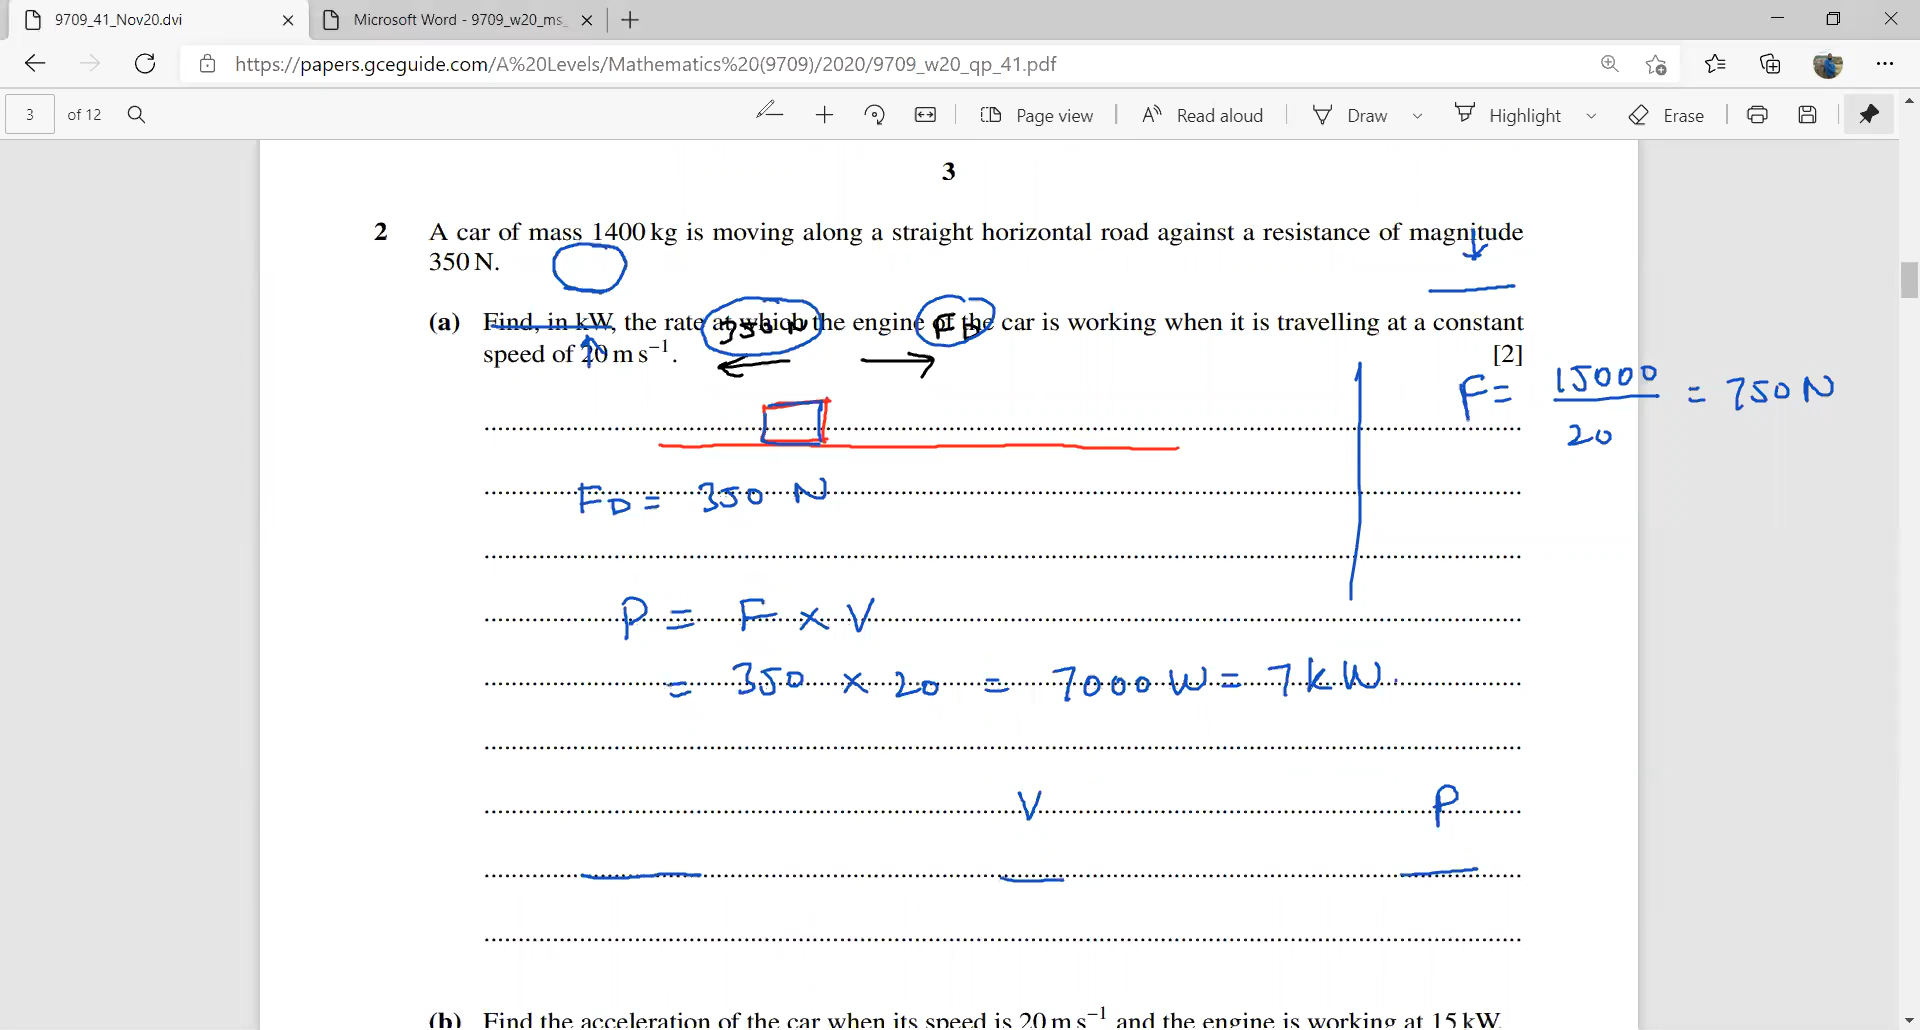 9709_41_Nov20.dvi
Microsoft Word - 9709_w20_ms_
https://papers.gceguide.com/A%20Levels/Mathematics%20(9709)/2020/9709_w20_qp_41.pdf
3 of 12 Page view Read aloud Draw Highlight Erase
3
2 A car of mass 1400 kg is moving along a straight horizontal road against a resistance of magnitude
350 N.
(a) Find, in kW, the rate at which the engine of the car is working when it is travelling at a constant
speed of 20 m s⁻¹. [2]
350 N
F_D
F = 15000/20 = 750 N
F_D = 350 N
P = F × V
= 350 × 20 = 7000 W = 7 kW.
V P
(b) Find the acceleration of the car when its speed is 20 m s⁻¹ and the engine is working at 15 kW.